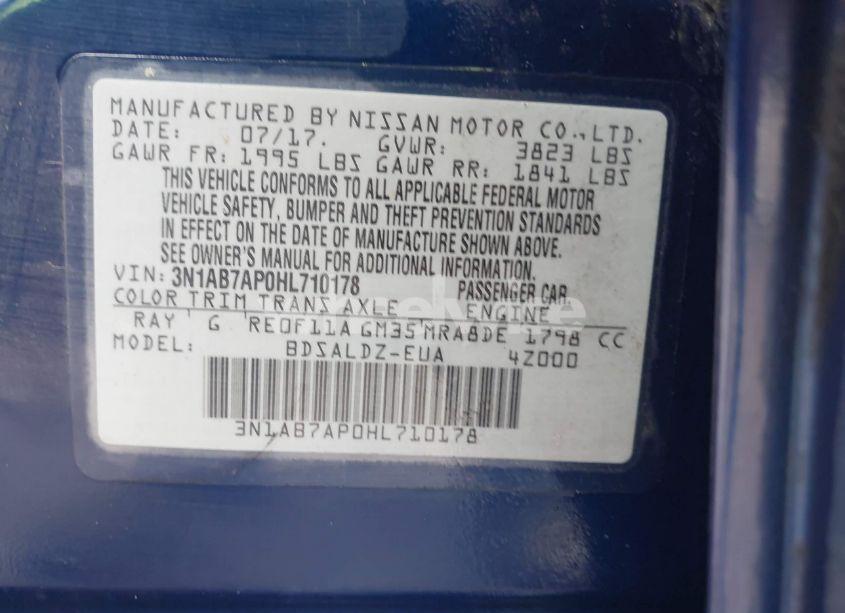 MANUFACTURED BY NISSAN MOTOR CO.,LTD.
DATE: 07/17. GVWR: 3823 LBS
GAWR FR: 1995 LBS GAWR RR: 1841 LBS
THIS VEHICLE CONFORMS TO ALL APPLICABLE FEDERAL MOTOR
VEHICLE SAFETY, BUMPER AND THEFT PREVENTION STANDARDS
IN EFFECT ON THE DATE OF MANUFACTURE SHOWN ABOVE.
SEE OWNER'S MANUAL FOR ADDITIONAL INFORMATION.
VIN: 3N1AB7AP0HL710178 PASSENGER CAR.
COLOR TRIM TRANS AXLE ENGINE
RAY G RE0F11A GM35 MRA8DE 1798 CC
MODEL: BDSALDZ-EUA 4Z000
3N1AB7AP0HL710178